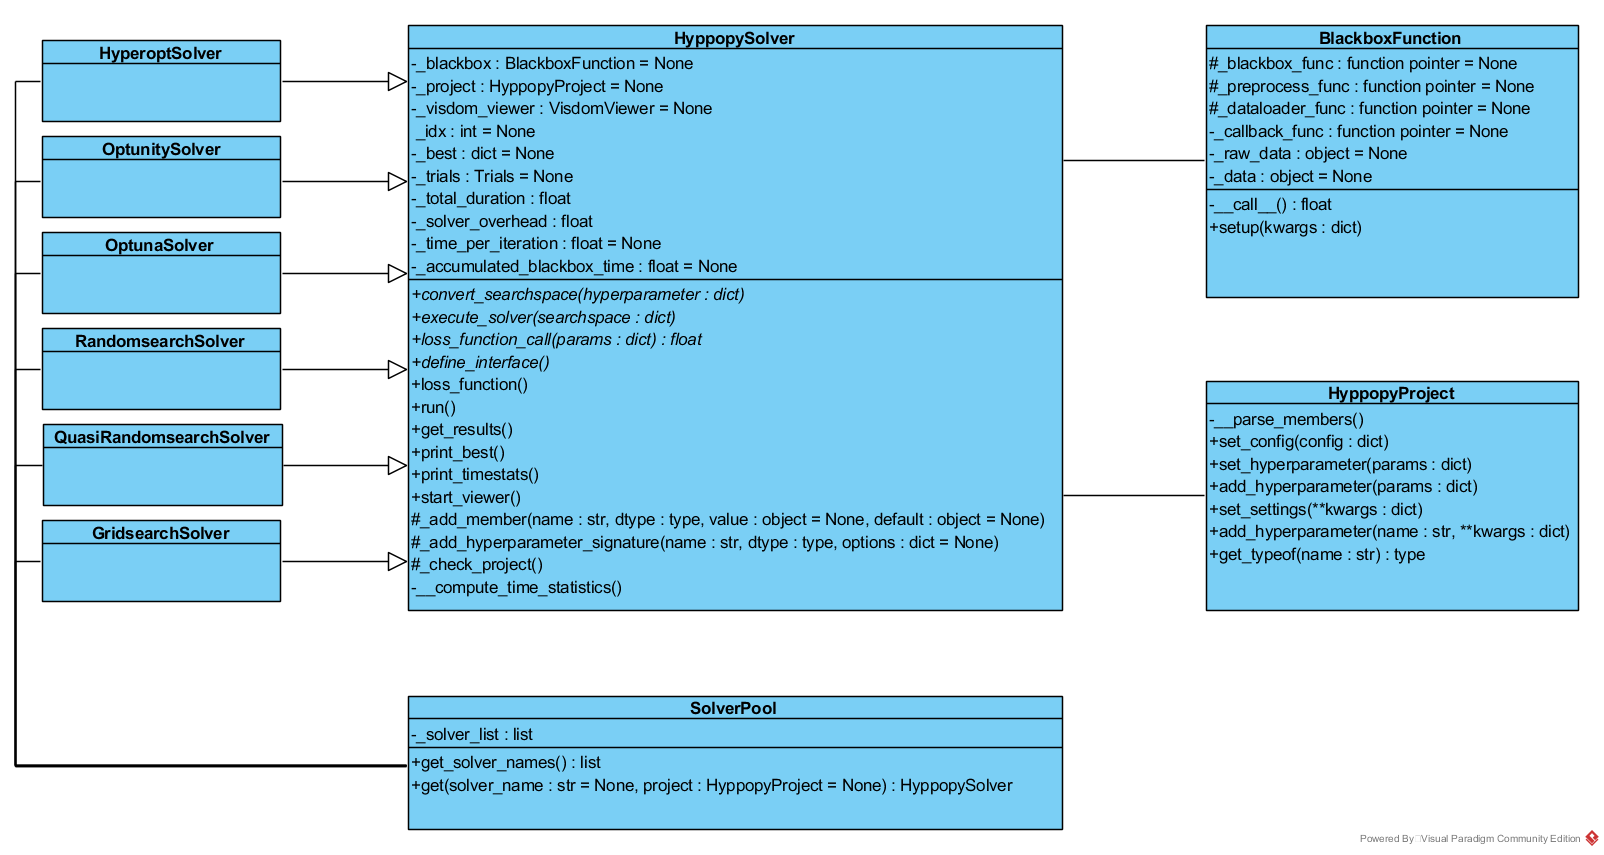 HyperoptSolver
OptunitySolver
OptunaSolver
RandomsearchSolver
QuasiRandomsearchSolver
GridsearchSolver
HyppopySolver
-_blackbox : BlackboxFunction = None
-_project : HyppopyProject = None
-_visdom_viewer : VisdomViewer = None
_idx : int = None
-_best : dict = None
-_trials : Trials = None
-_total_duration : float
-_solver_overhead : float
-_time_per_iteration : float = None
-_accumulated_blackbox_time : float = None
+convert_searchspace(hyperparameter : dict)
+execute_solver(searchspace : dict)
+loss_function_call(params : dict) : float
+define_interface()
+loss_function()
+run()
+get_results()
+print_best()
+print_timestats()
+start_viewer()
#_add_member(name : str, dtype : type, value : object = None, default : object = None)
#_add_hyperparameter_signature(name : str, dtype : type, options : dict = None)
#_check_project()
-__compute_time_statistics()
BlackboxFunction
#_blackbox_func : function pointer = None
#_preprocess_func : function pointer = None
#_dataloader_func : function pointer = None
-_callback_func : function pointer = None
-_raw_data : object = None
-_data : object = None
-__call__() : float
+setup(kwargs : dict)
HyppopyProject
-__parse_members()
+set_config(config : dict)
+set_hyperparameter(params : dict)
+add_hyperparameter(params : dict)
+set_settings(**kwargs : dict)
+add_hyperparameter(name : str, **kwargs : dict)
+get_typeof(name : str) : type
SolverPool
-_solver_list : list
+get_solver_names() : list
+get(solver_name : str = None, project : HyppopyProject = None) : HyppopySolver
Powered By Visual Paradigm Community Edition